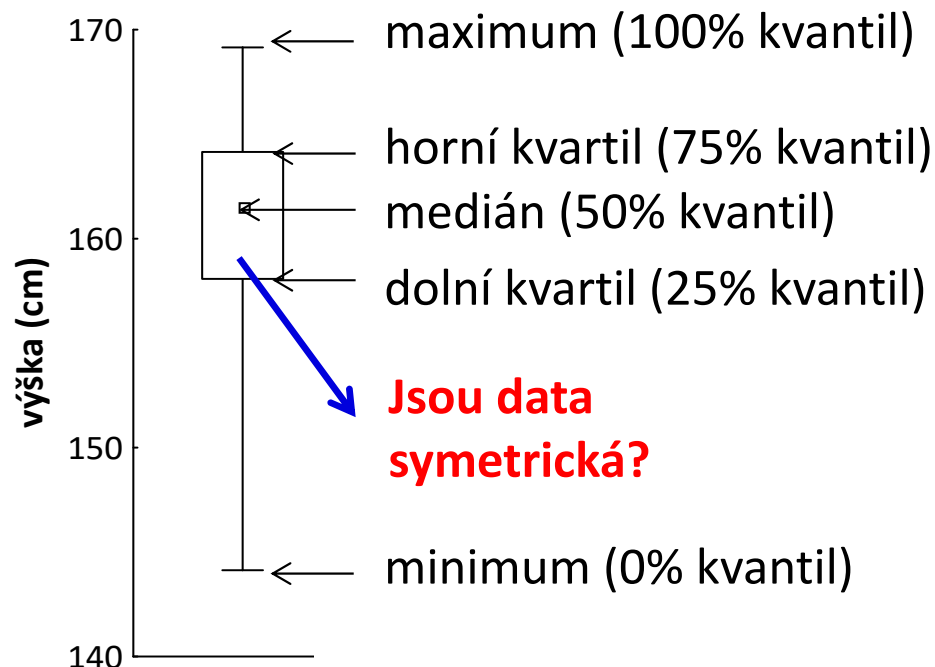 170
maximum (100% kvantil)
horní kvartil (75% kvantil)
medián (50% kvantil)
160
dolní kvartil (25% kvantil)
výška (cm)
Jsou data
symetrická?
150
minimum (0% kvantil)
140